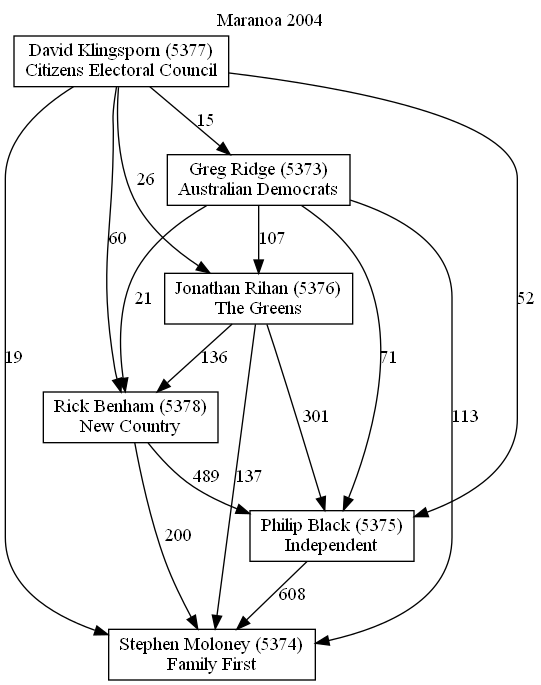 Maranoa 2004
David Klingsporn (5377)
Citizens Electoral Council
15
Greg Ridge (5373)
Australian Democrats
26
60
107
Jonathan Rihan (5376)
The Greens
21
52
19
136
71
Rick Benham (5378)
New Country
301
113
489
137
Philip Black (5375)
Independent
200
608
Stephen Moloney (5374)
Family First